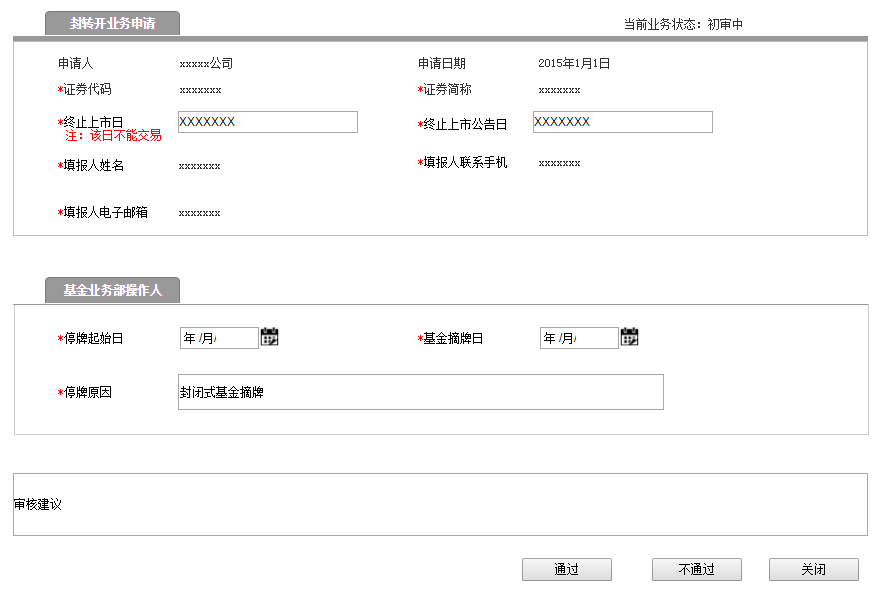 封转开业务申请 当前业务状态：初审中
申请人 xxxxx公司 申请日期 2015年1月1日
*证券代码 xxxxxxx *证券简称 xxxxxxx
*终止上市日 XXXXXXX *终止上市公告日 XXXXXXX
注：该日不能交易
*填报人姓名 xxxxxxx *填报人联系手机 xxxxxxx
*填报人电子邮箱 xxxxxxx
基金业务部操作人
*停牌起始日 年 /月/ *基金摘牌日 年 /月/
*停牌原因 封闭式基金摘牌
审核建议
通过 不通过 关闭